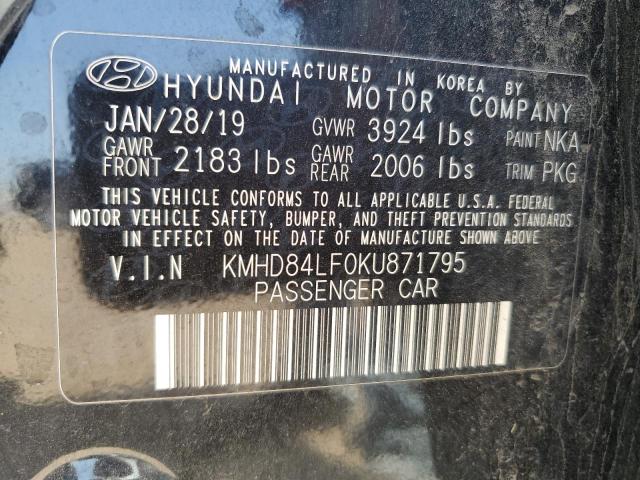 MANUFACTURED IN KOREA BY
HYUNDAI MOTOR COMPANY
JAN/28/19 GVWR 3924 lbs PAINT NKA
GAWR FRONT 2183 lbs GAWR REAR 2006 lbs TRIM PKG
THIS VEHICLE CONFORMS TO ALL APPLICABLE U.S.A. FEDERAL
MOTOR VEHICLE SAFETY, BUMPER, AND THEFT PREVENTION STANDARDS
IN EFFECT ON THE DATE OF MANUFACTURE SHOWN ABOVE.
V.I.N KMHD84LF0KU871795
PASSENGER CAR